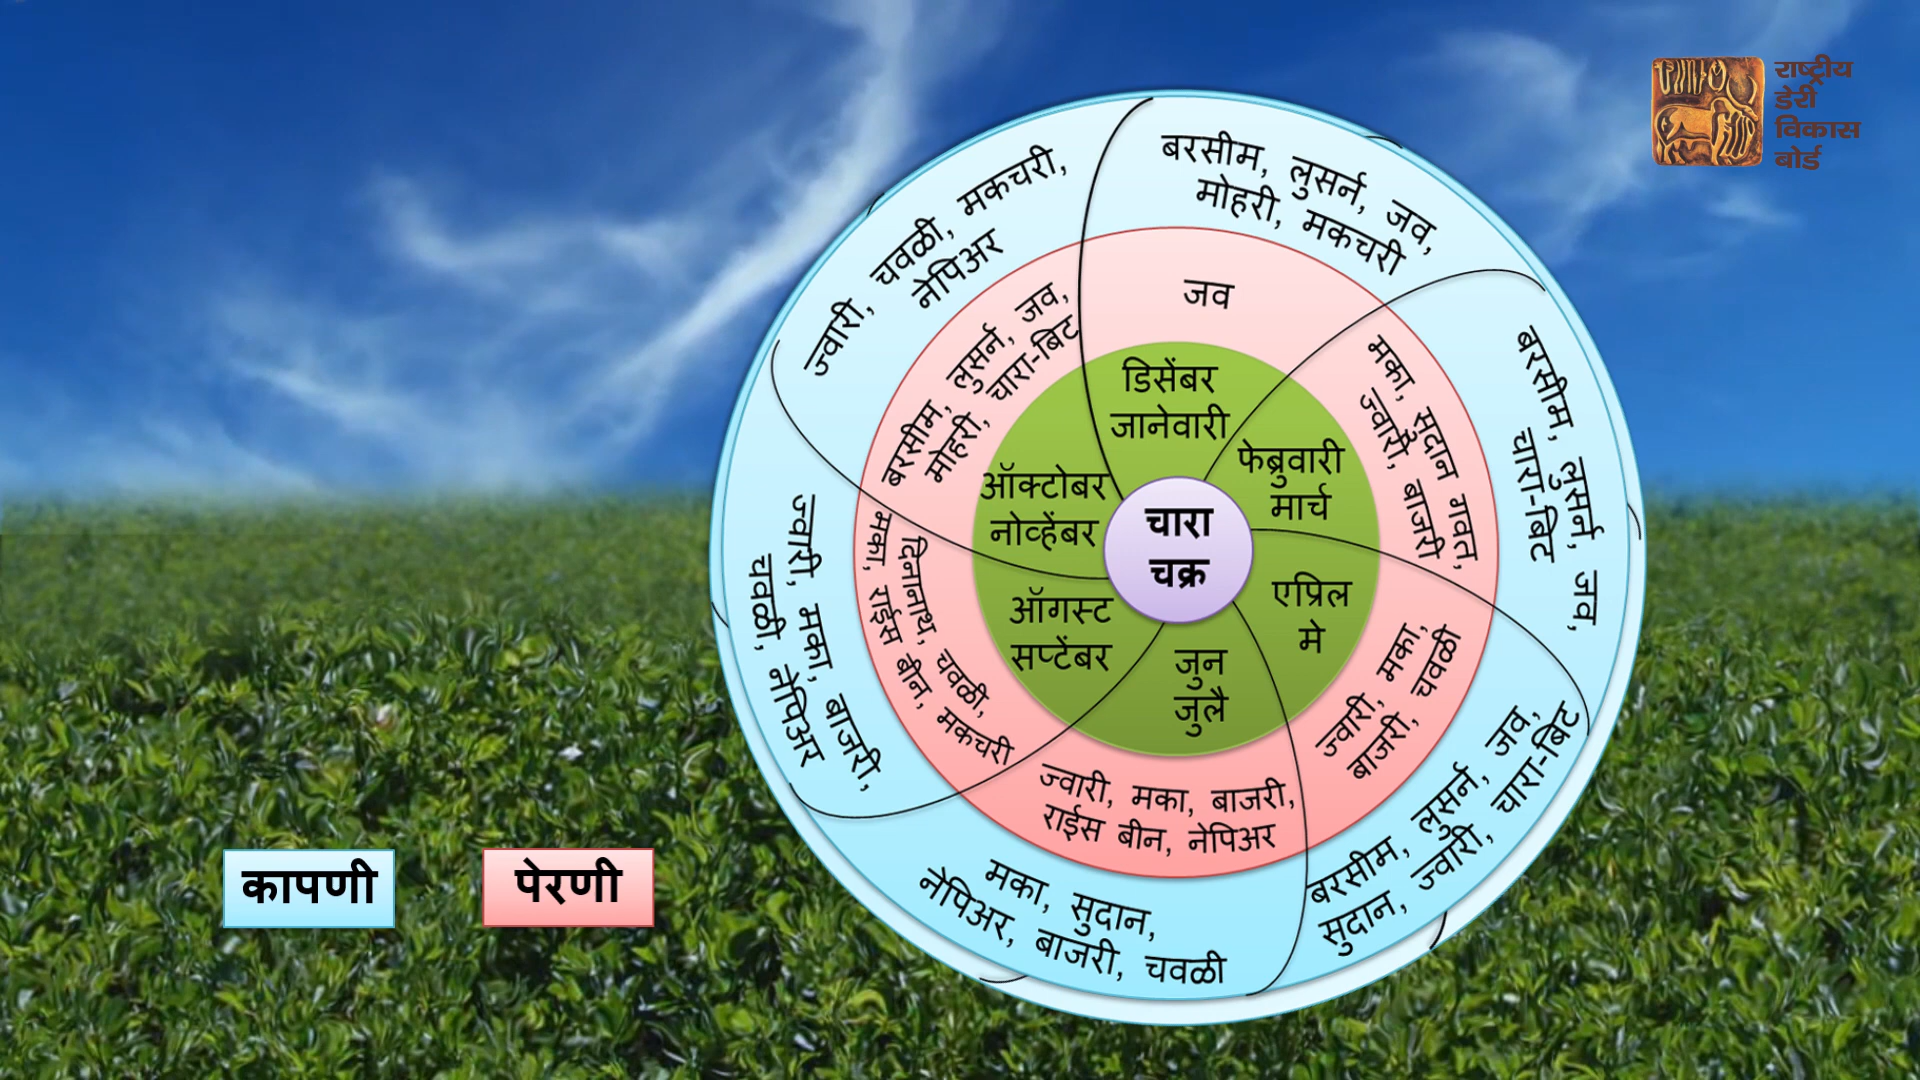 राष्ट्रीय
डेरी
विकास
बोर्ड
बरसीम, लुसर्न, जव,
मोहरी, मकचरी
जव
डिसेंबर
जानेवारी
बरसीम, लुसर्न, जव,
चारा-बिट
मका, सुदान गवत,
ज्वारी, बाजरी
फेब्रुवारी
मार्च
बरसीम, लुसर्न, जव,
सुदान, ज्वारी, चारा-बिट
ज्वारी, मका,
बाजरी, चवळी
एप्रिल
मे
मका, सुदान,
नेपिअर, बाजरी, चवळी
ज्वारी, मका, बाजरी,
राईस बीन, नेपिअर
जुन
जुलै
ज्वारी, मका, बाजरी,
चवळी, नेपिअर
दिनानाथ, चवळी,
मका, राईस बीन, मकचरी
ऑगस्ट
सप्टेंबर
ज्वारी, चवळी, मकचरी,
नेपिअर
बरसीम, लुसर्न, जव,
मोहरी, चारा-बिट
ऑक्टोबर
नोव्हेंबर
चारा
चक्र
कापणी
पेरणी